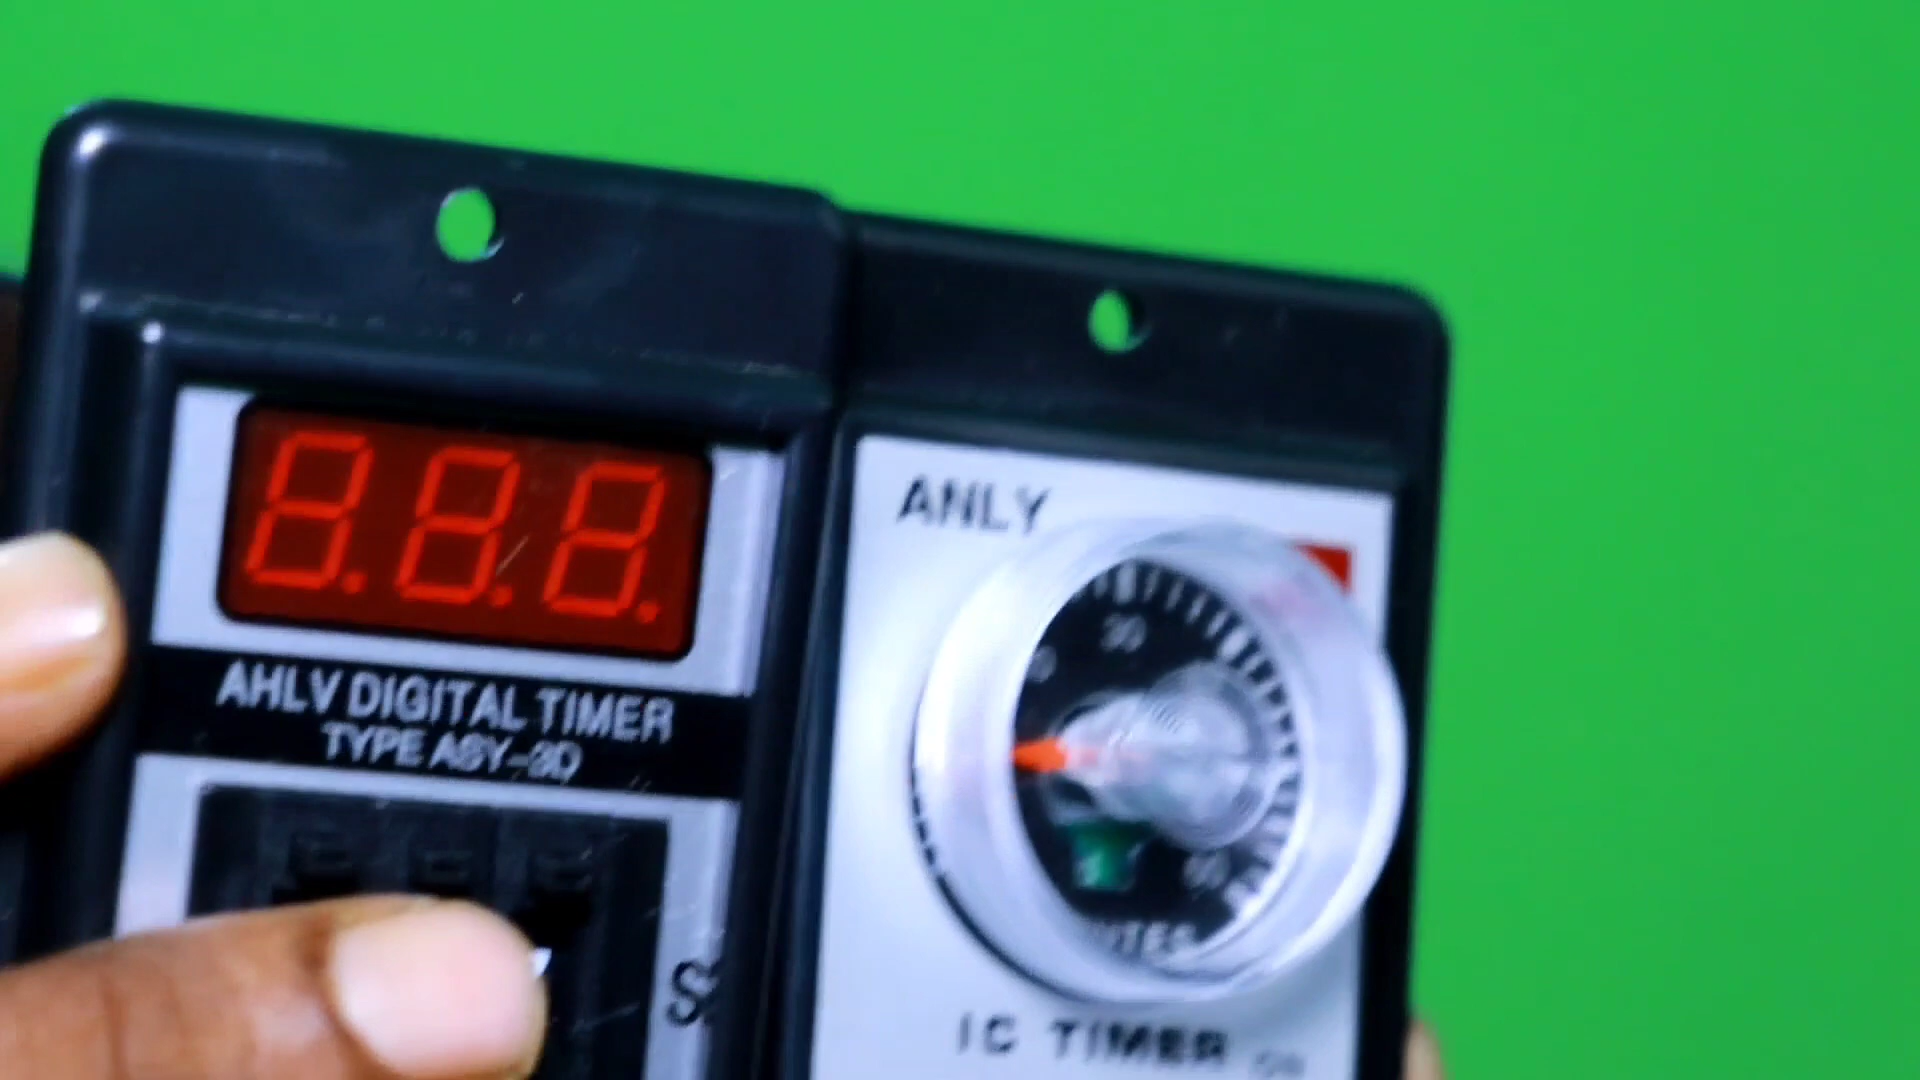 8.8.8.
AHLV DIGITAL TIMER
TYPE ASY-3D
ANLY
30
IC TIMER